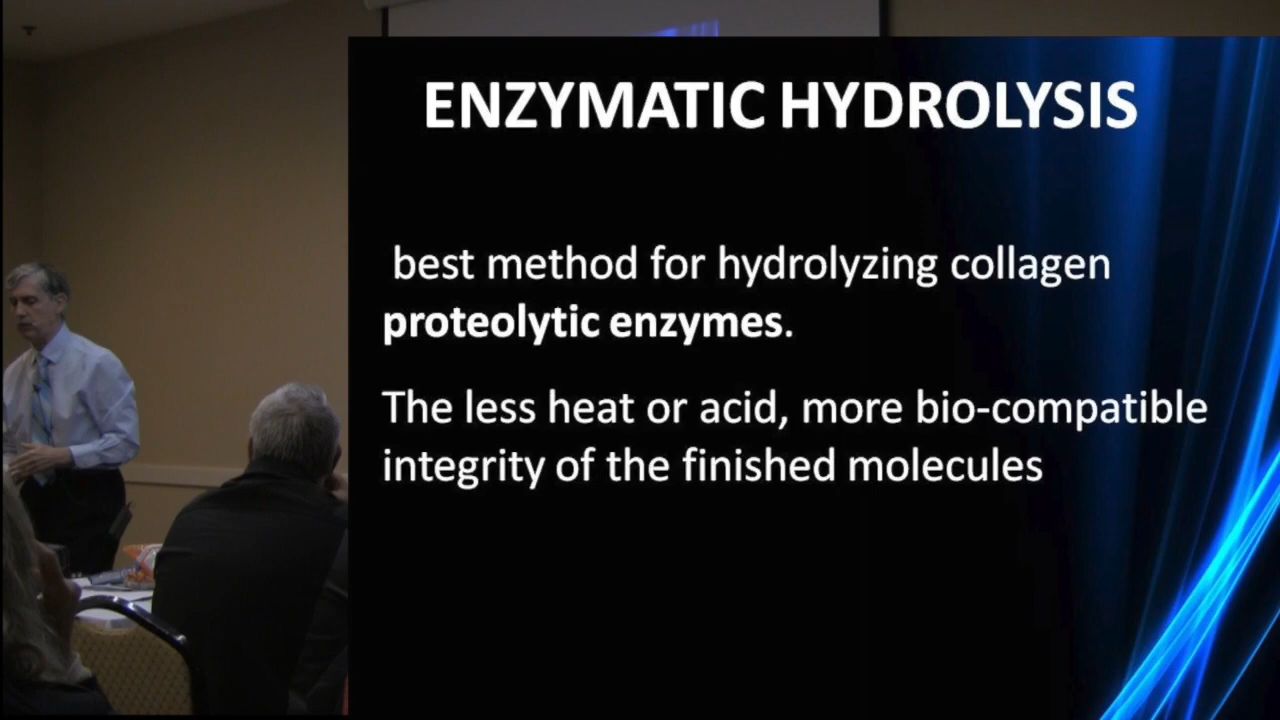 ENZYMATIC HYDROLYSIS
best method for hydrolyzing collagen
proteolytic enzymes.
The less heat or acid, more bio-compatible
integrity of the finished molecules